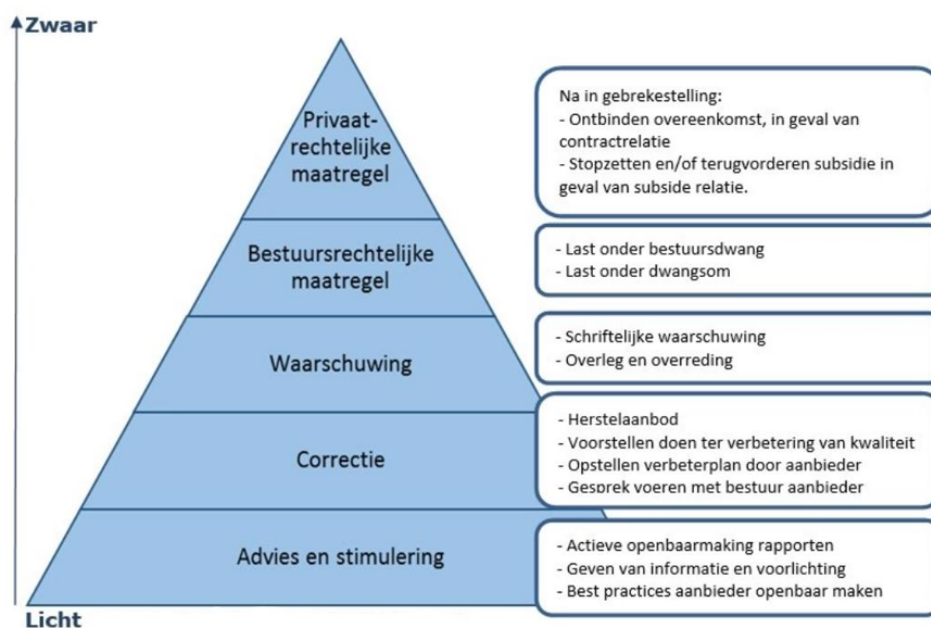 Zwaar
Privaat-
rechtelijke
maatregel
Na in gebrekestelling:
- Ontbinden overeenkomst, in geval van
contractrelatie
- Stopzetten en/of terugvorderen subsidie in
geval van subside relatie.
Bestuursrechtelijke
maatregel
- Last onder bestuursdwang
- Last onder dwangsom
Waarschuwing
- Schriftelijke waarschuwing
- Overleg en overreding
Correctie
- Herstelaanbod
- Voorstellen doen ter verbetering van kwaliteit
- Opstellen verbeterplan door aanbieder
- Gesprek voeren met bestuur aanbieder
Advies en stimulering
- Actieve openbaarmaking rapporten
- Geven van informatie en voorlichting
- Best practices aanbieder openbaar maken
Licht